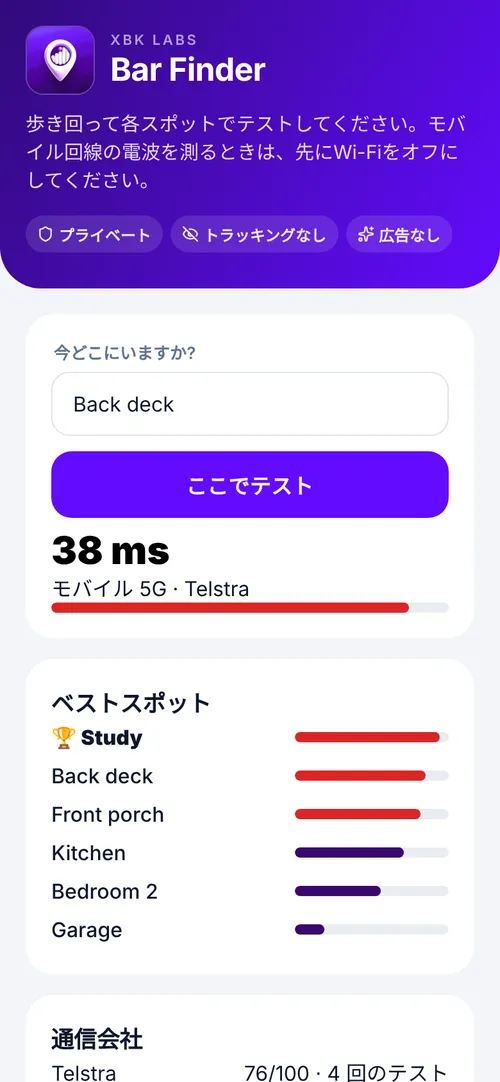 XBK LABS
Bar Finder
歩き回って各スポットでテストしてください。モバ
イル回線の電波を測るときは、先にWi-Fiをオフに
してください。
プライベート
トラッキングなし
広告なし
今どこにいますか?
Back deck
ここでテスト
38 ms
モバイル 5G · Telstra
ベストスポット
🏆 Study
Back deck
Front porch
Kitchen
Bedroom 2
Garage
通信会社
Telstra 76/100 · 4 回のテスト